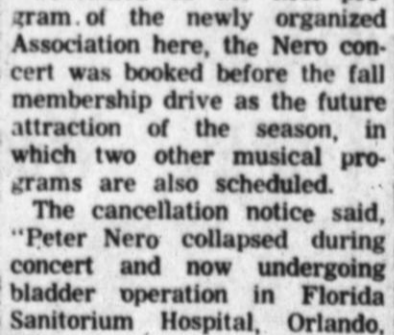 gram of the newly organized
Association here, the Nero con-
cert was booked before the fall
membership drive as the future
attraction of the season, in
which two other musical pro-
grams are also scheduled.
The cancellation notice said,
"Peter Nero collapsed during
concert and now undergoing
bladder operation in Florida
Sanitorium Hospital, Orlando,